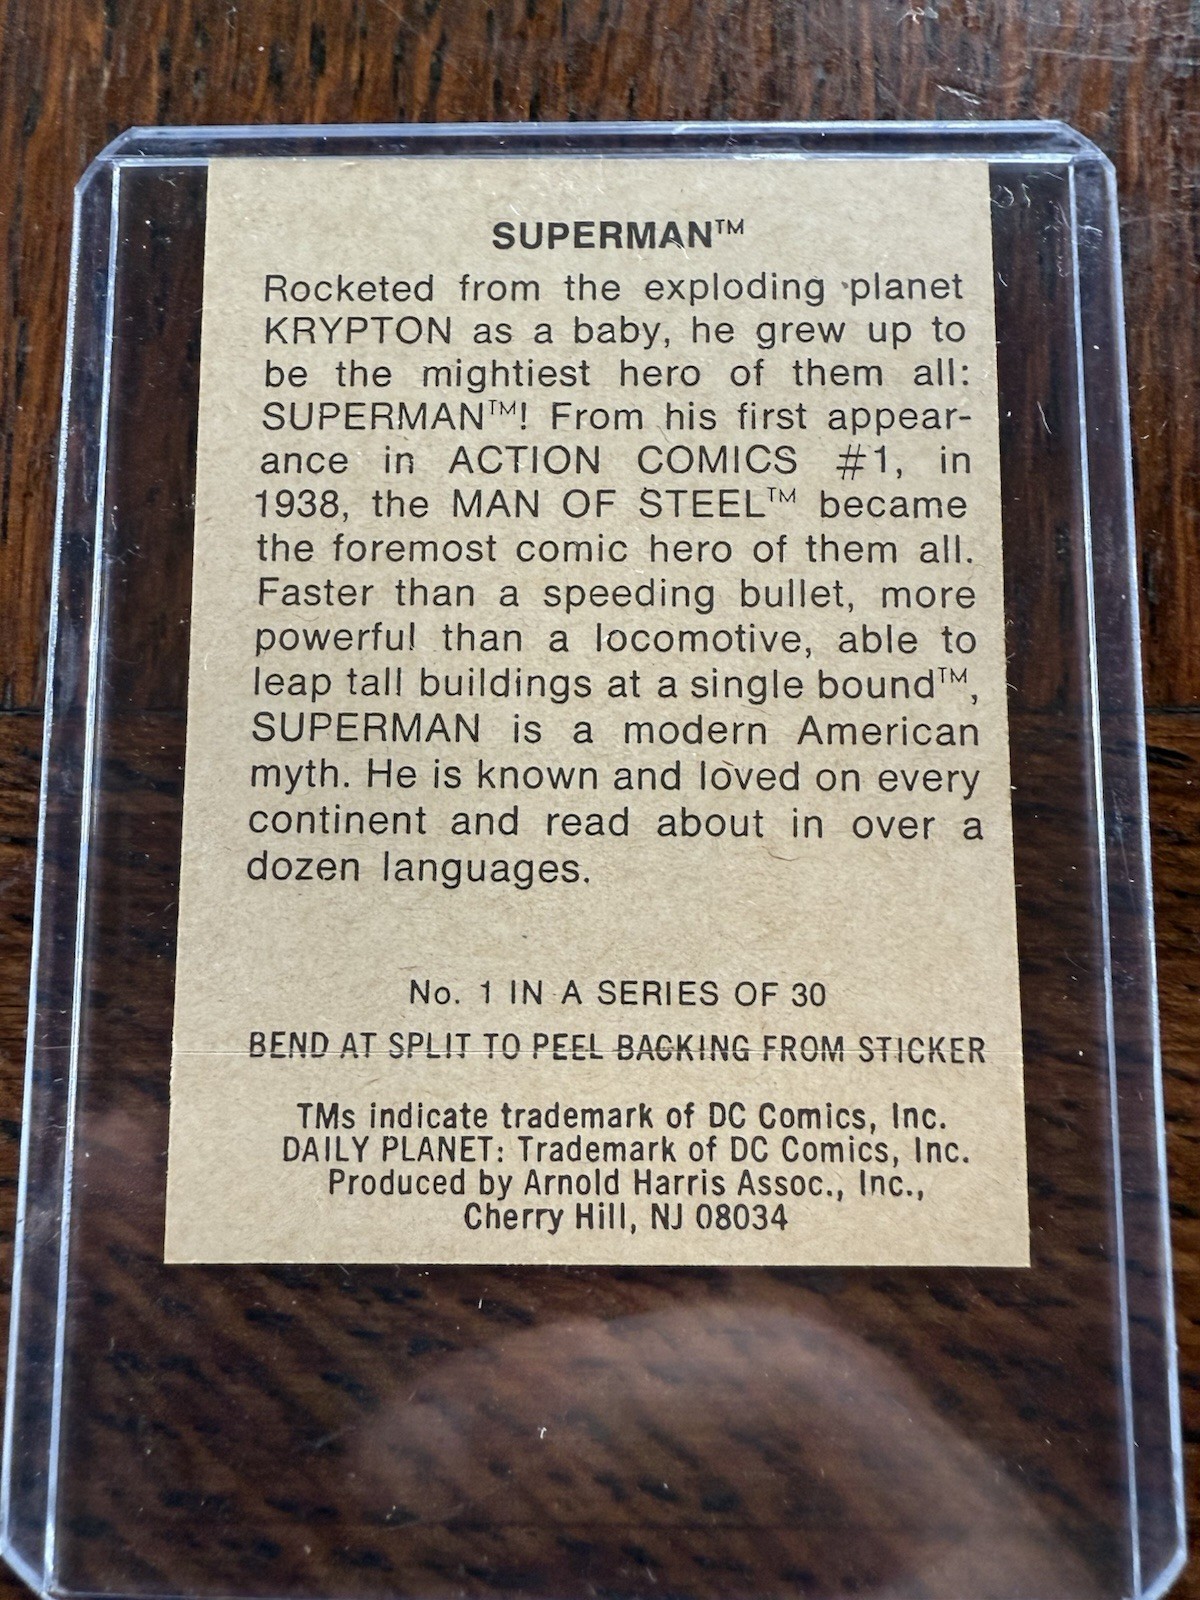 SUPERMAN™
Rocketed from the exploding planet
KRYPTON as a baby, he grew up to
be the mightiest hero of them all:
SUPERMAN™! From his first appear-
ance in ACTION COMICS #1, in
1938, the MAN OF STEEL™ became
the foremost comic hero of them all.
Faster than a speeding bullet, more
powerful than a locomotive, able to
leap tall buildings at a single bound™,
SUPERMAN is a modern American
myth. He is known and loved on every
continent and read about in over a
dozen languages.
No. 1 IN A SERIES OF 30
BEND AT SPLIT TO PEEL BACKING FROM STICKER
TMs indicate trademark of DC Comics, Inc.
DAILY PLANET: Trademark of DC Comics, Inc.
Produced by Arnold Harris Assoc., Inc.,
Cherry Hill, NJ 08034